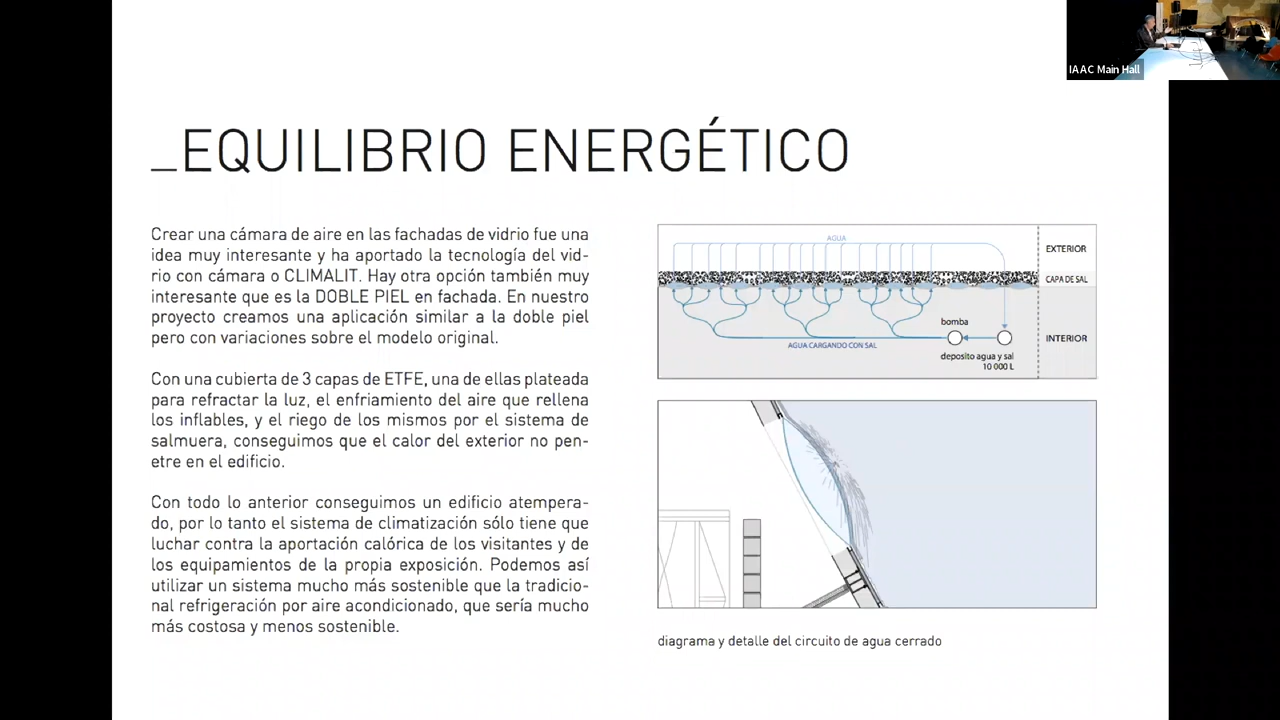 IAAC Main Hall
_EQUILIBRIO ENERGÉTICO
Crear una cámara de aire en las fachadas de vidrio fue una
idea muy interesante y ha aportado la tecnología del vid-
rio con cámara o CLIMALIT. Hay otra opción también muy
interesante que es la DOBLE PIEL en fachada. En nuestro
proyecto creamos una aplicación similar a la doble piel
pero con variaciones sobre el modelo original.
Con una cubierta de 3 capas de ETFE, una de ellas plateada
para refractar la luz, el enfriamiento del aire que rellena
los inflables, y el riego de los mismos por el sistema de
salmuera, conseguimos que el calor del exterior no pen-
etre en el edificio.
Con todo lo anterior conseguimos un edificio atempera-
do, por lo tanto el sistema de climatización sólo tiene que
luchar contra la aportación calórica de los visitantes y de
los equipamientos de la propia exposición. Podemos así
utilizar un sistema mucho más sostenible que la tradicio-
nal refrigeración por aire acondicionado, que sería mucho
más costosa y menos sostenible.
AGUA
EXTERIOR
CAPA DE SAL
bomba
INTERIOR
AGUA CARGANDO CON SAL
deposito agua y sal
10 000 L
diagrama y detalle del circuito de agua cerrado